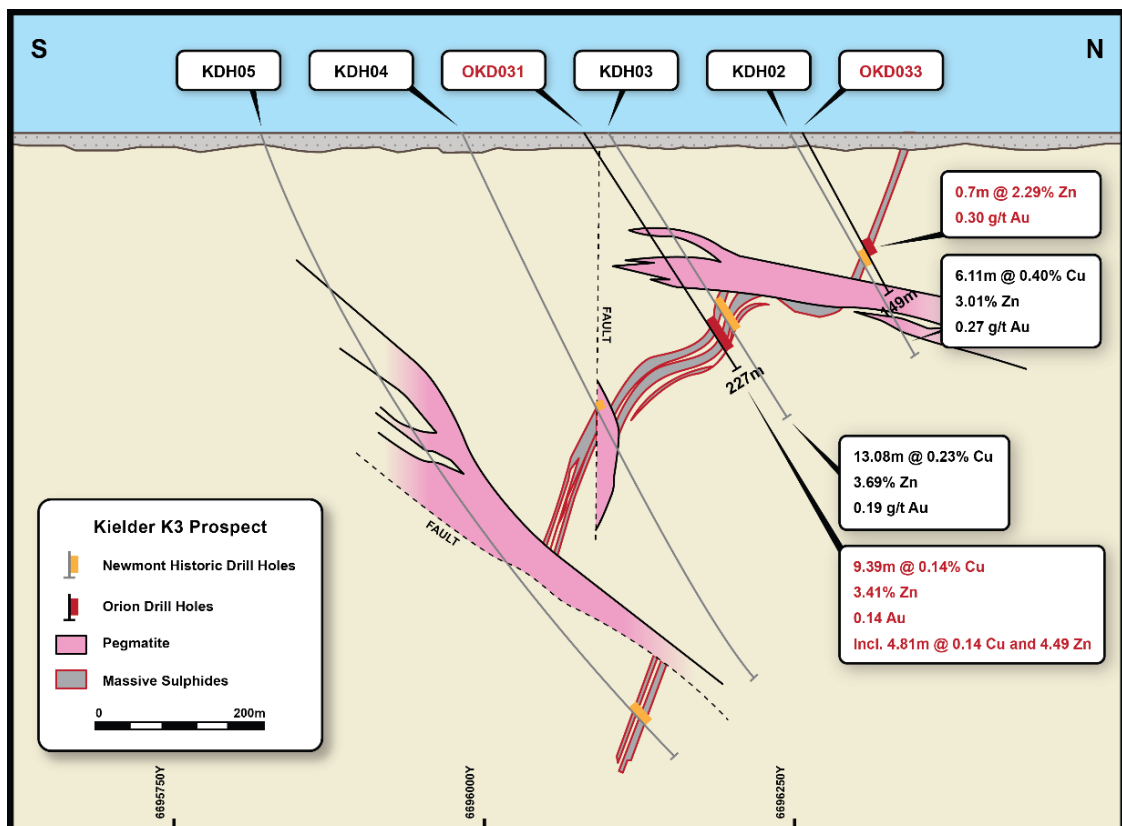 S
N
KDH05
KDH04
OKD031
KDH03
KDH02
OKD033
0.7m @ 2.29% Zn
0.30 g/t Au
6.11m @ 0.40% Cu
3.01% Zn
0.27 g/t Au
149m
FAULT
227m
13.08m @ 0.23% Cu
3.69% Zn
0.19 g/t Au
9.39m @ 0.14% Cu
3.41% Zn
0.14 Au
Incl. 4.81m @ 0.14 Cu and 4.49 Zn
FAULT
Kielder K3 Prospect
Newmont Historic Drill Holes
Orion Drill Holes
Pegmatite
Massive Sulphides
0 200m
6695750Y
6696000Y
6696250Y